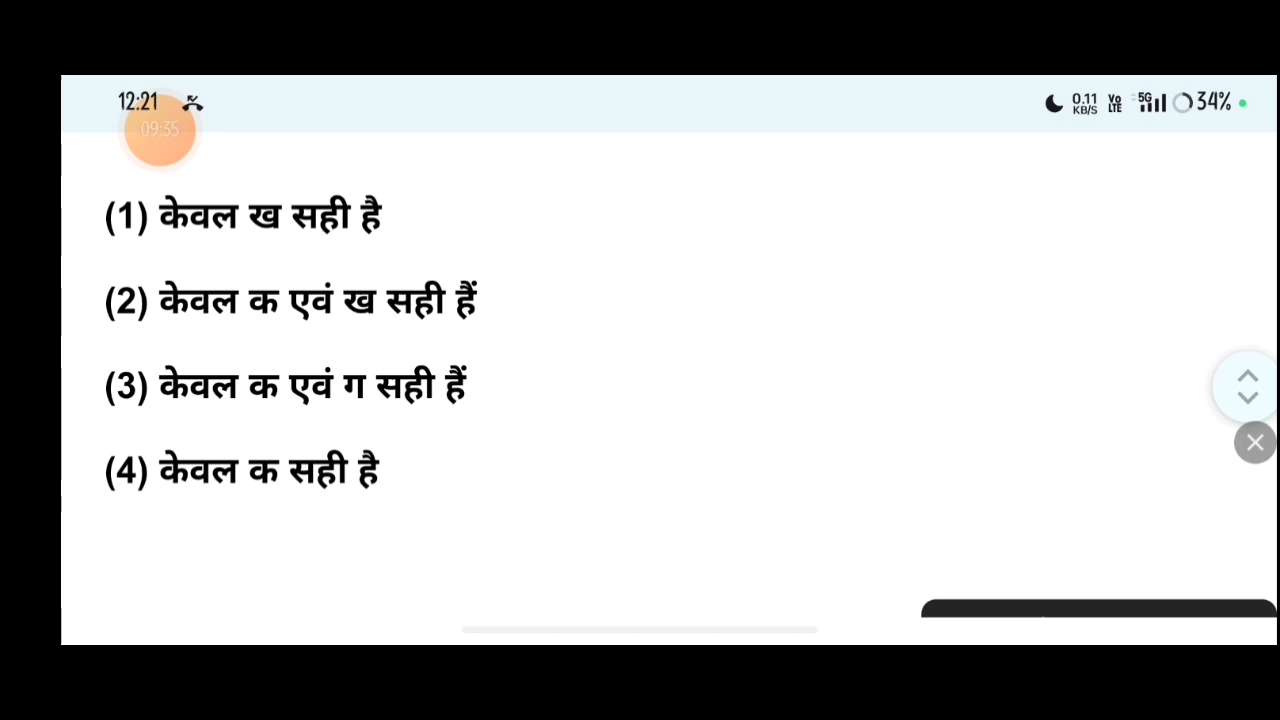 12:21
0.11 KB/S Vo LTE 5G 34%
09:35
(1) केवल ख सही है
(2) केवल क एवं ख सही हैं
(3) केवल क एवं ग सही हैं
(4) केवल क सही है